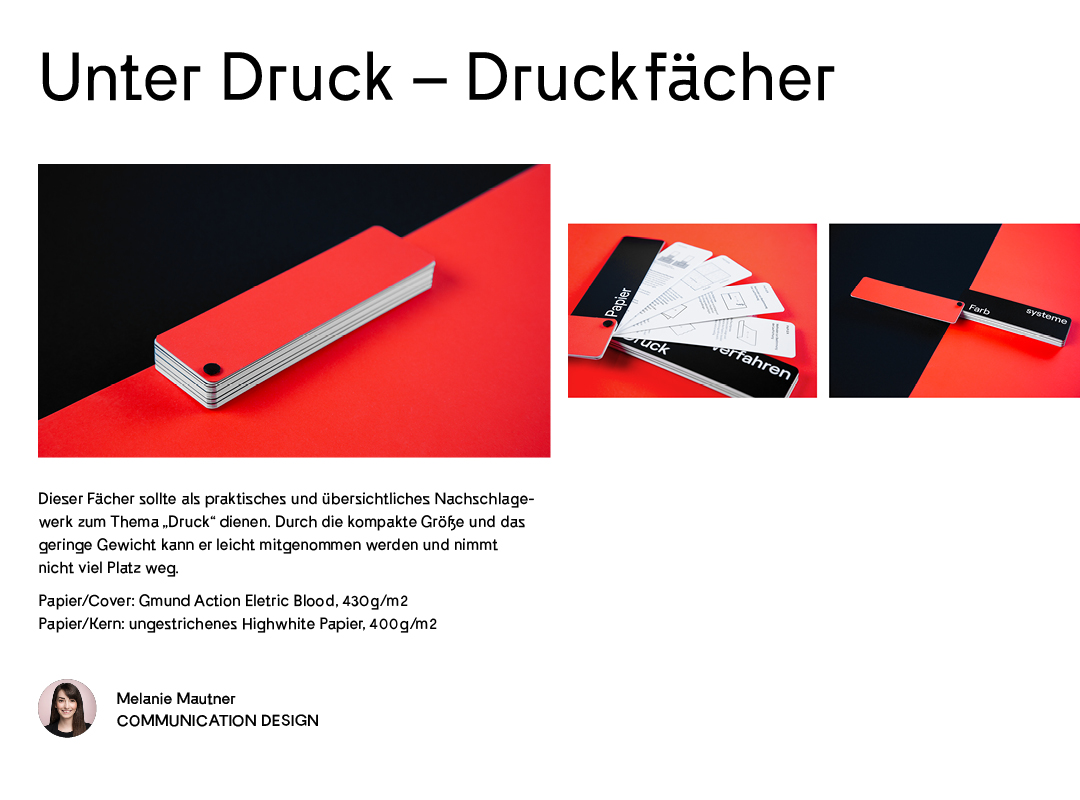 Unter Druck – Druckfächer
Papier
Druck
verfahren
Farb
systeme
Dieser Fächer sollte als praktisches und übersichtliches Nachschlage-
werk zum Thema „Druck“ dienen. Durch die kompakte Größe und das
geringe Gewicht kann er leicht mitgenommen werden und nimmt
nicht viel Platz weg.
Papier/Cover: Gmund Action Eletric Blood, 430g/m2
Papier/Kern: ungestrichenes Highwhite Papier, 400g/m2
Melanie Mautner
COMMUNICATION DESIGN